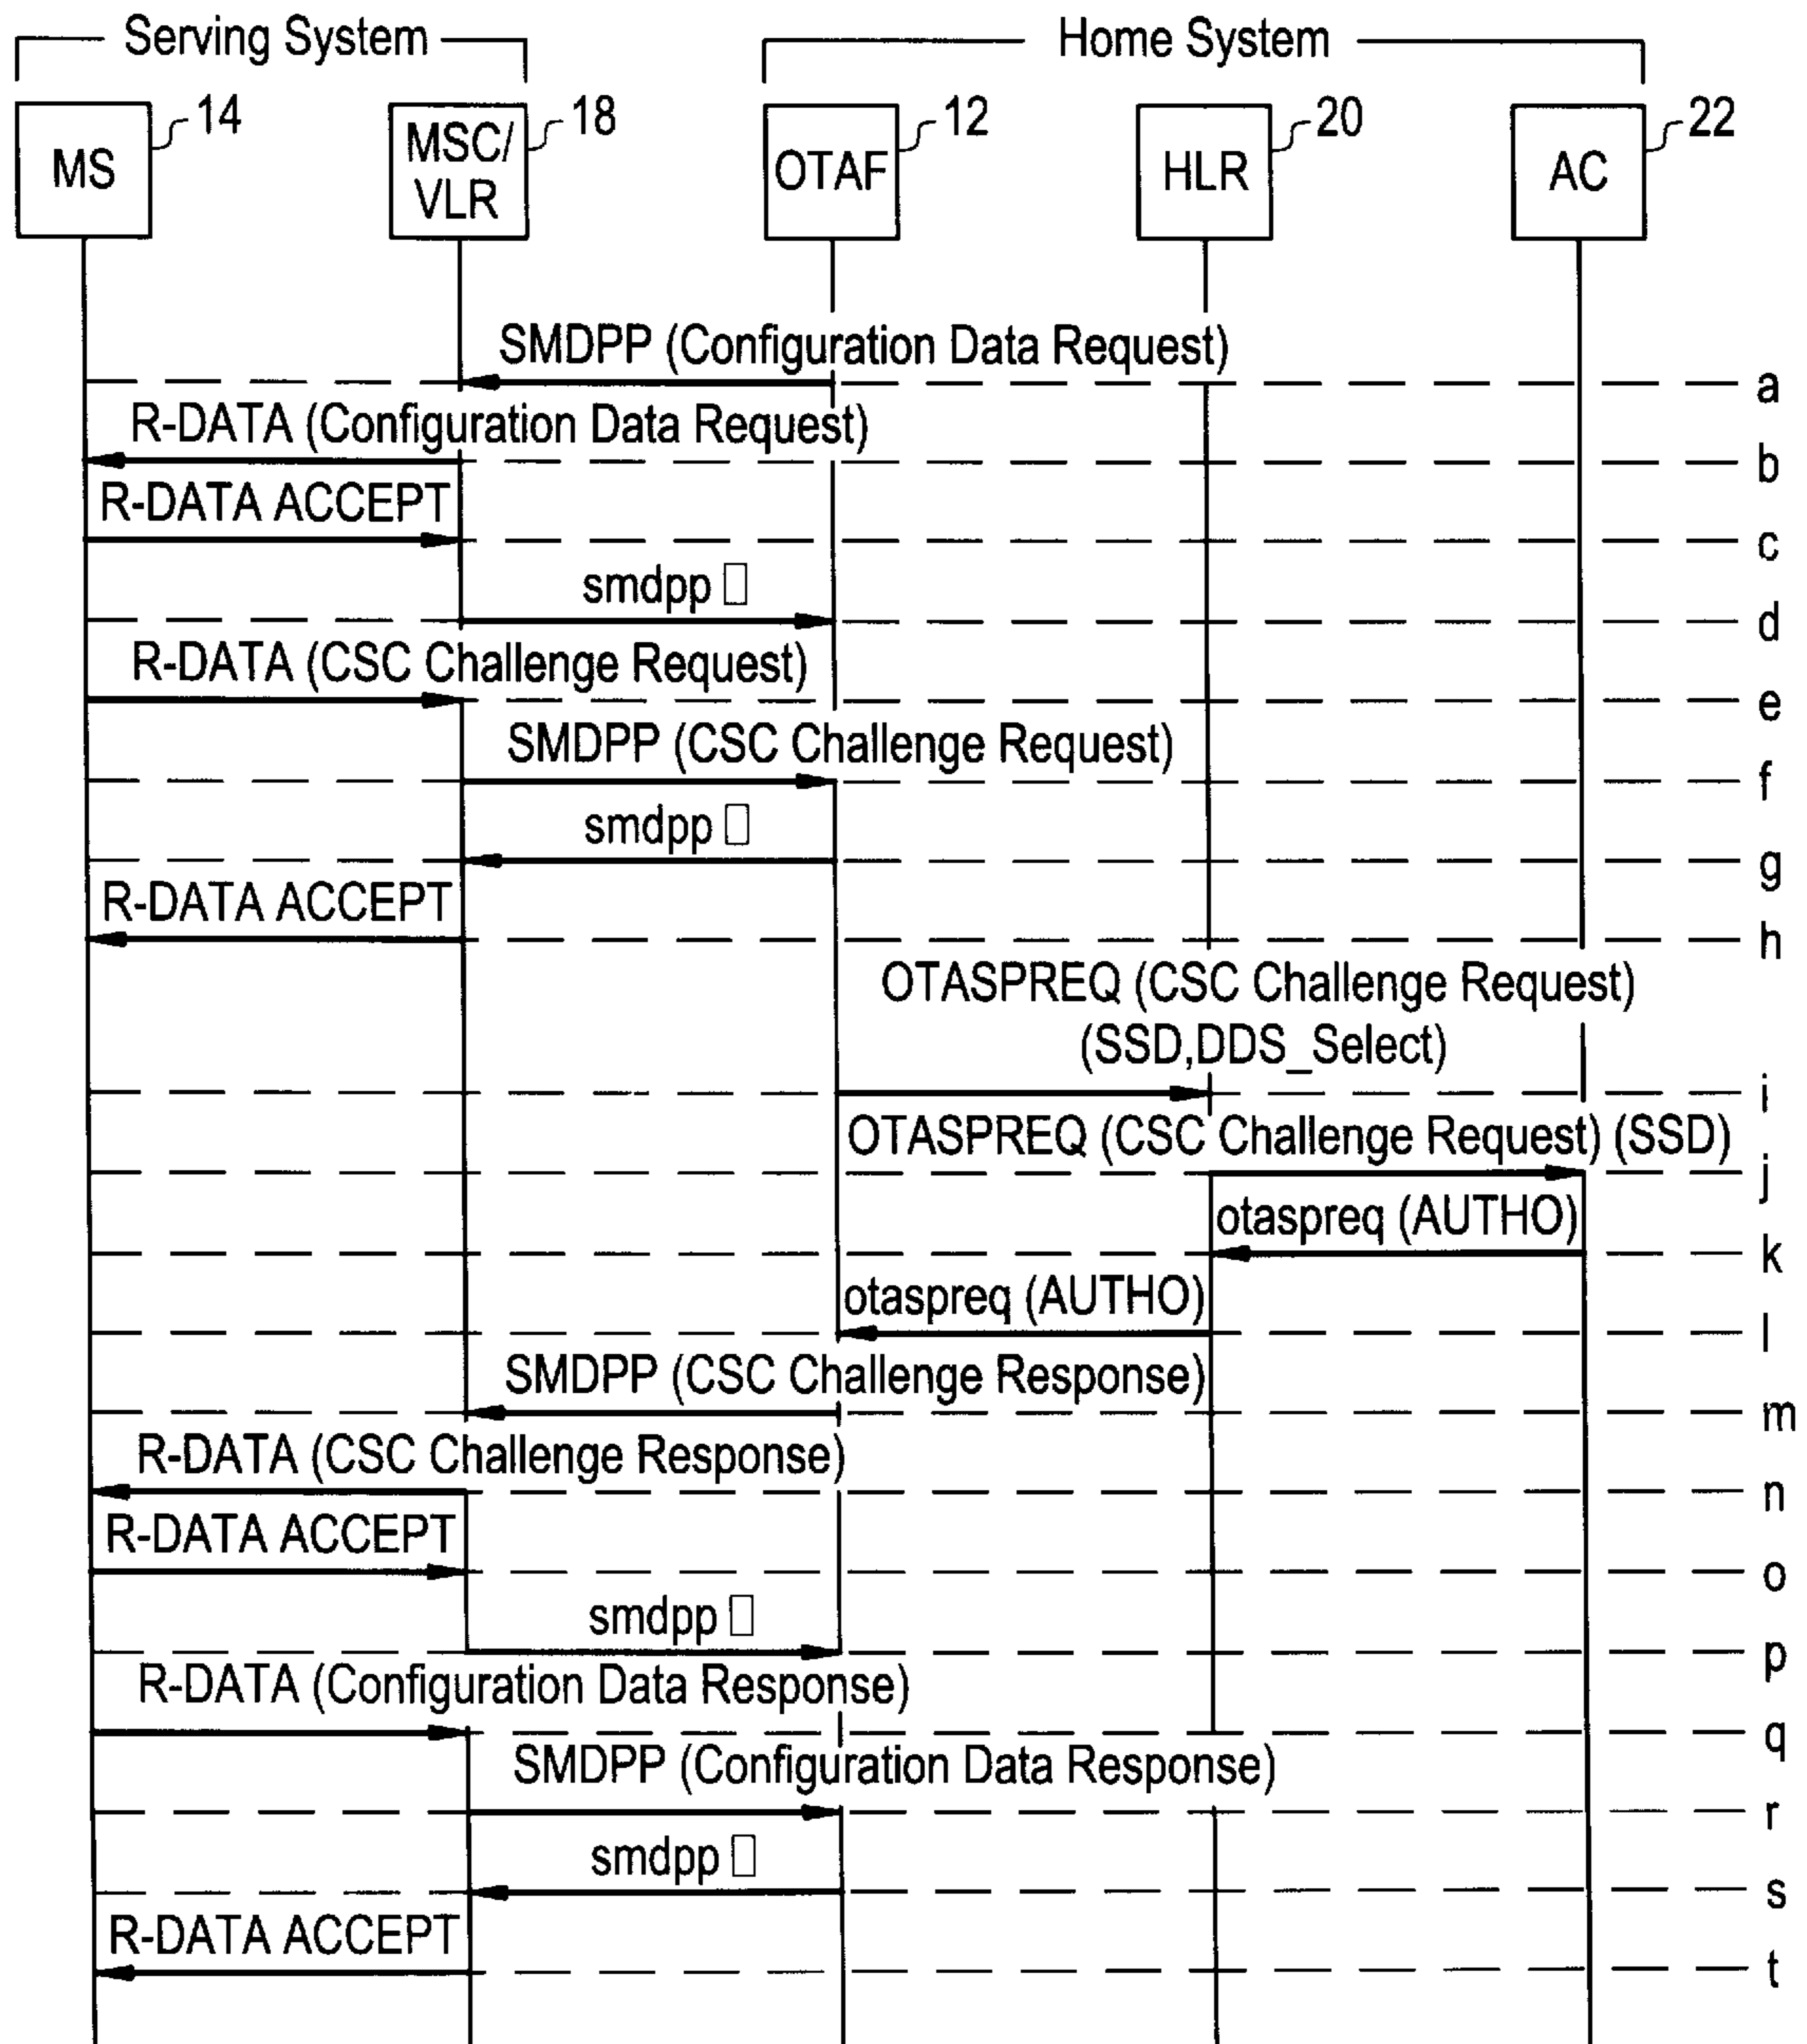 Serving System
Home System
14
18
12
20
22
MS
MSC/
VLR
OTAF
HLR
AC
SMDPP (Configuration Data Request)
a
R-DATA (Configuration Data Request)
b
R-DATA ACCEPT
c
smdpp []
d
R-DATA (CSC Challenge Request)
e
SMDPP (CSC Challenge Request)
f
smdpp []
g
R-DATA ACCEPT
h
OTASPREQ (CSC Challenge Request)
(SSD,DDS_Select)
i
OTASPREQ (CSC Challenge Request) (SSD)
j
otaspreq (AUTHO)
k
otaspreq (AUTHO)
l
SMDPP (CSC Challenge Response)
m
R-DATA (CSC Challenge Response)
n
R-DATA ACCEPT
o
smdpp []
p
R-DATA (Configuration Data Response)
q
SMDPP (Configuration Data Response)
r
smdpp []
s
R-DATA ACCEPT
t